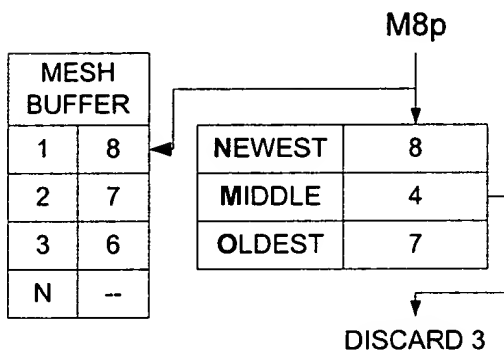 M8p
MESH
BUFFER
1 8
2 7
3 6
N --
NEWEST 8
MIDDLE 4
OLDEST 7
DISCARD 3